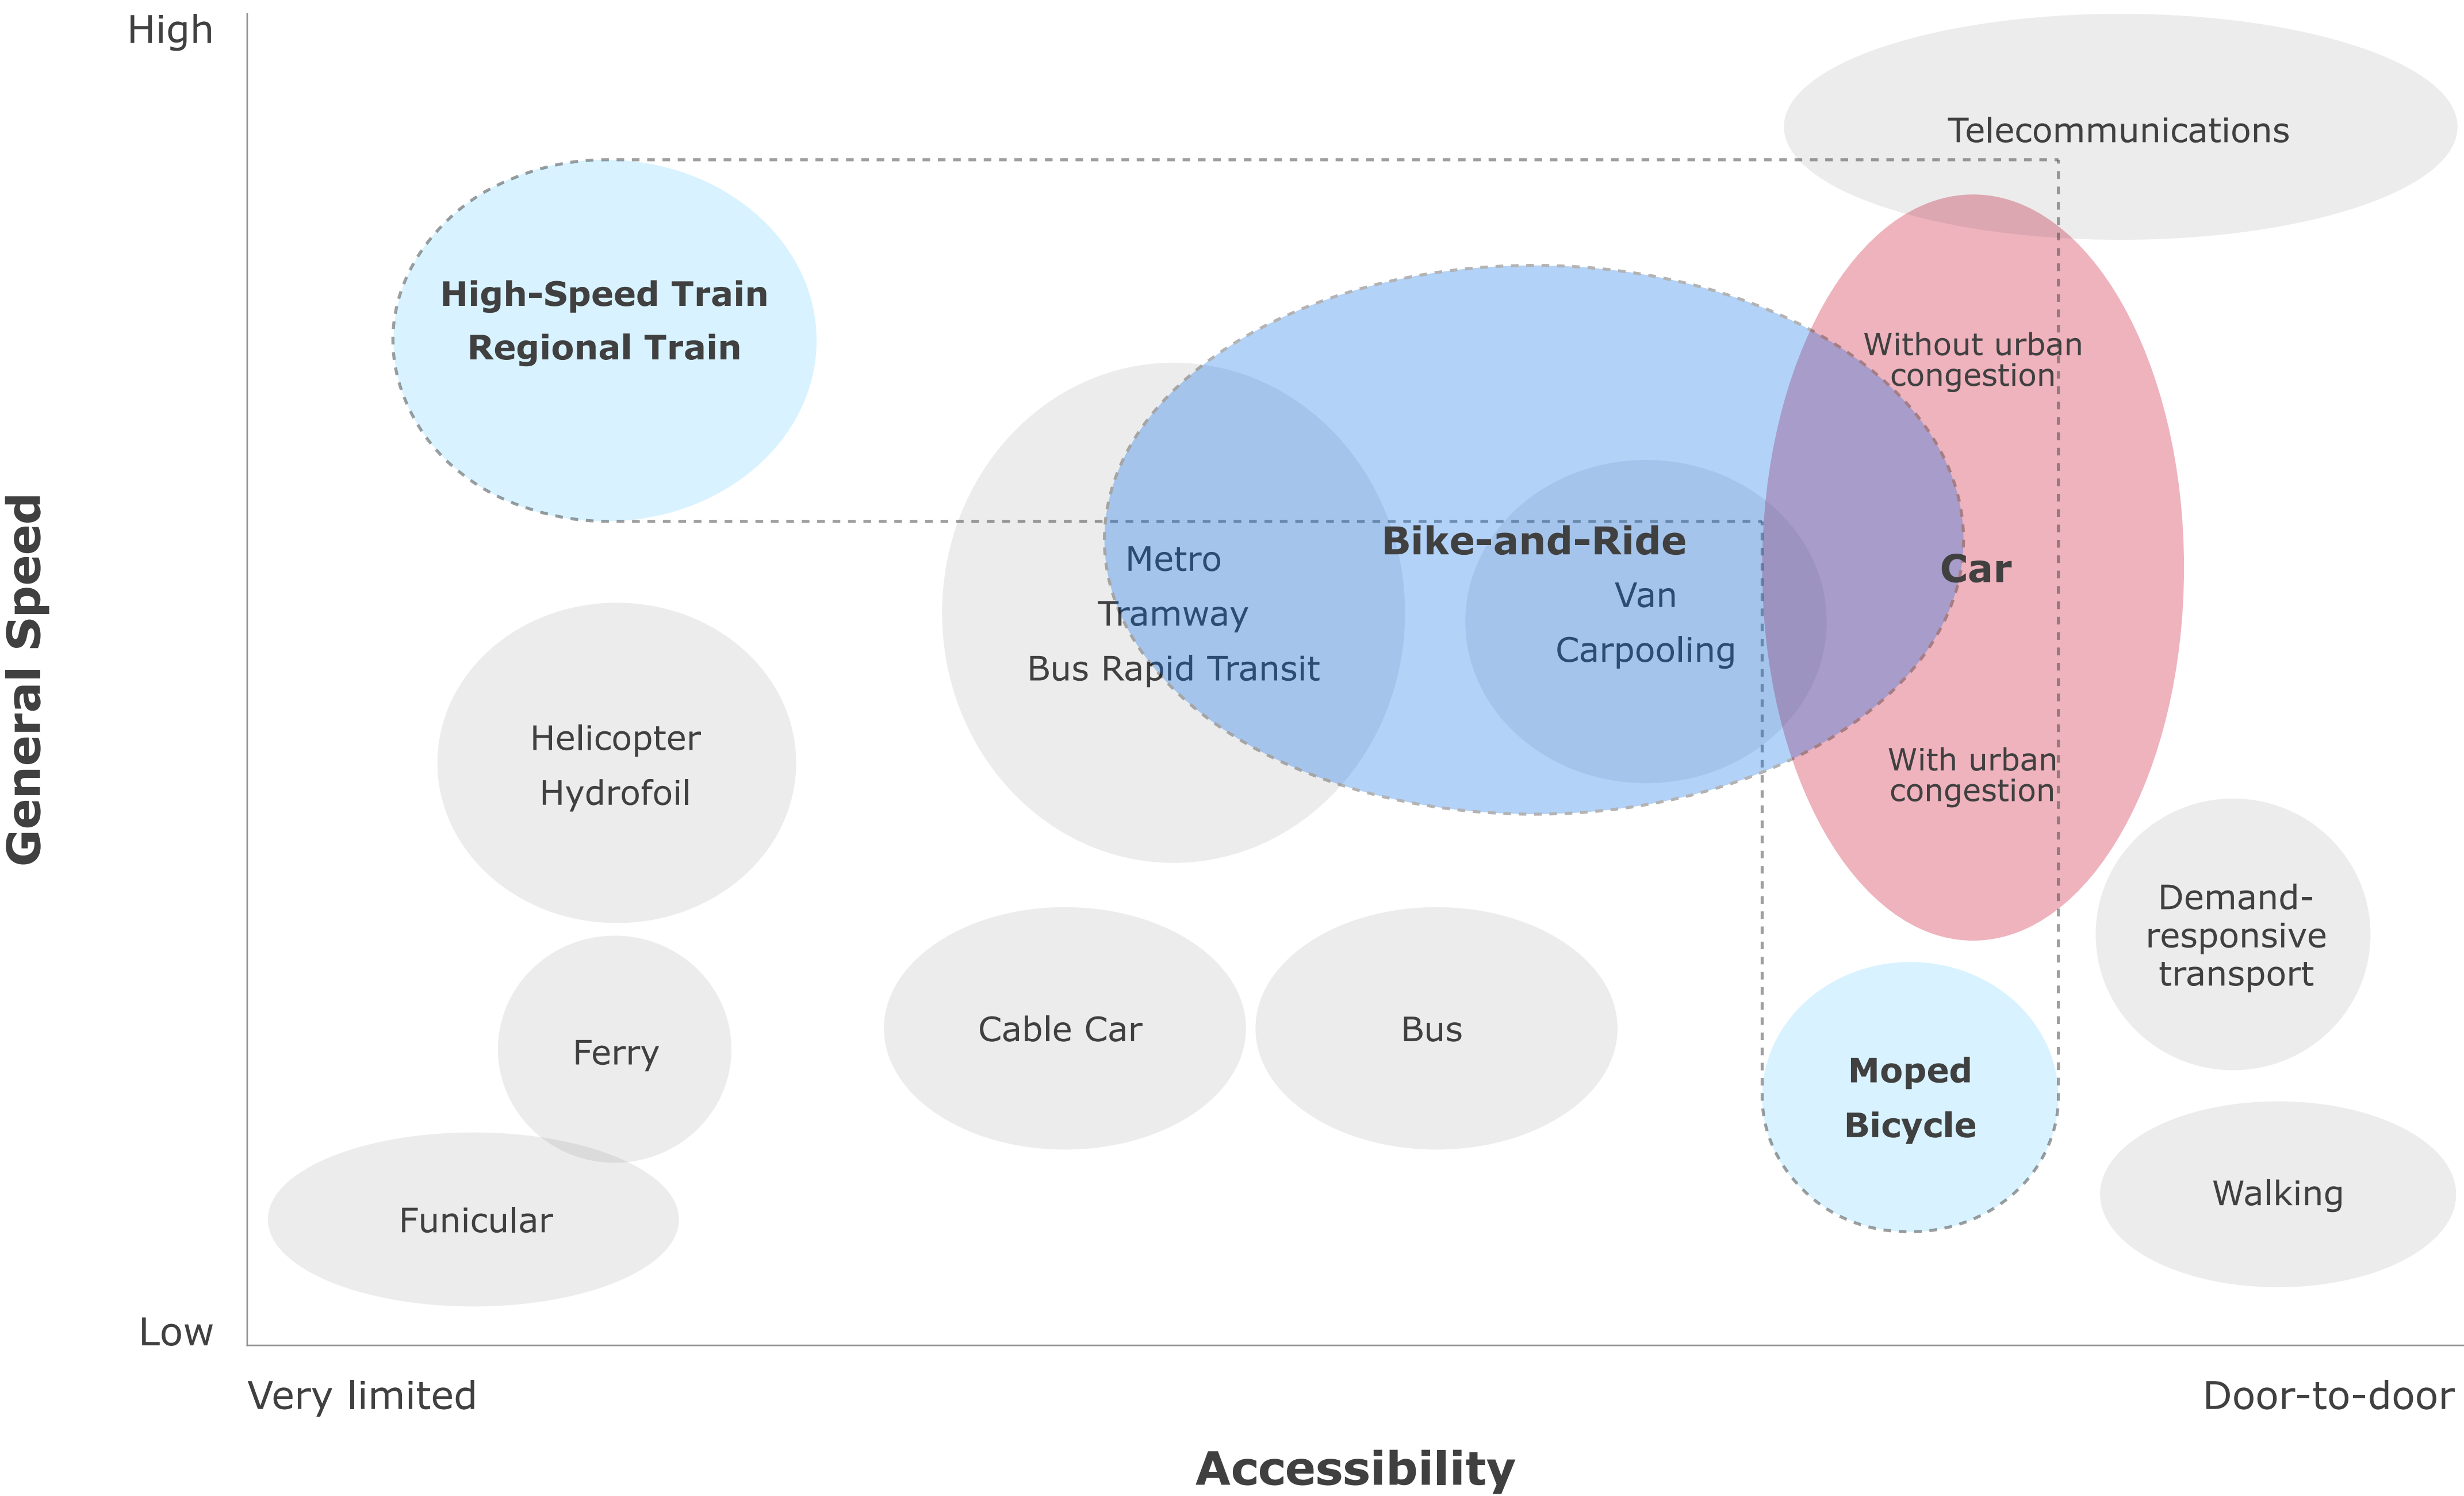 High
Telecommunications
High-Speed Train
Regional Train
Without urban
congestion
General Speed
Metro
Tramway
Bus Rapid Transit
Bike-and-Ride
Van
Carpooling
Car
Helicopter
Hydrofoil
With urban
congestion
Demand-
responsive
transport
Ferry
Cable Car
Bus
Moped
Bicycle
Funicular
Walking
Low
Very limited
Door-to-door
Accessibility